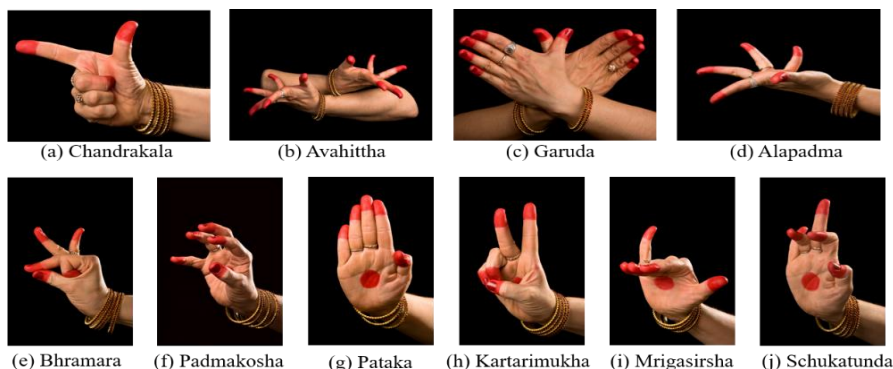 (a) Chandrakala (b) Avahittha (c) Garuda (d) Alapadma
(e) Bhramara (f) Padmakosha (g) Pataka (h) Kartarimukha (i) Mrigasirsha (j) Schukatunda